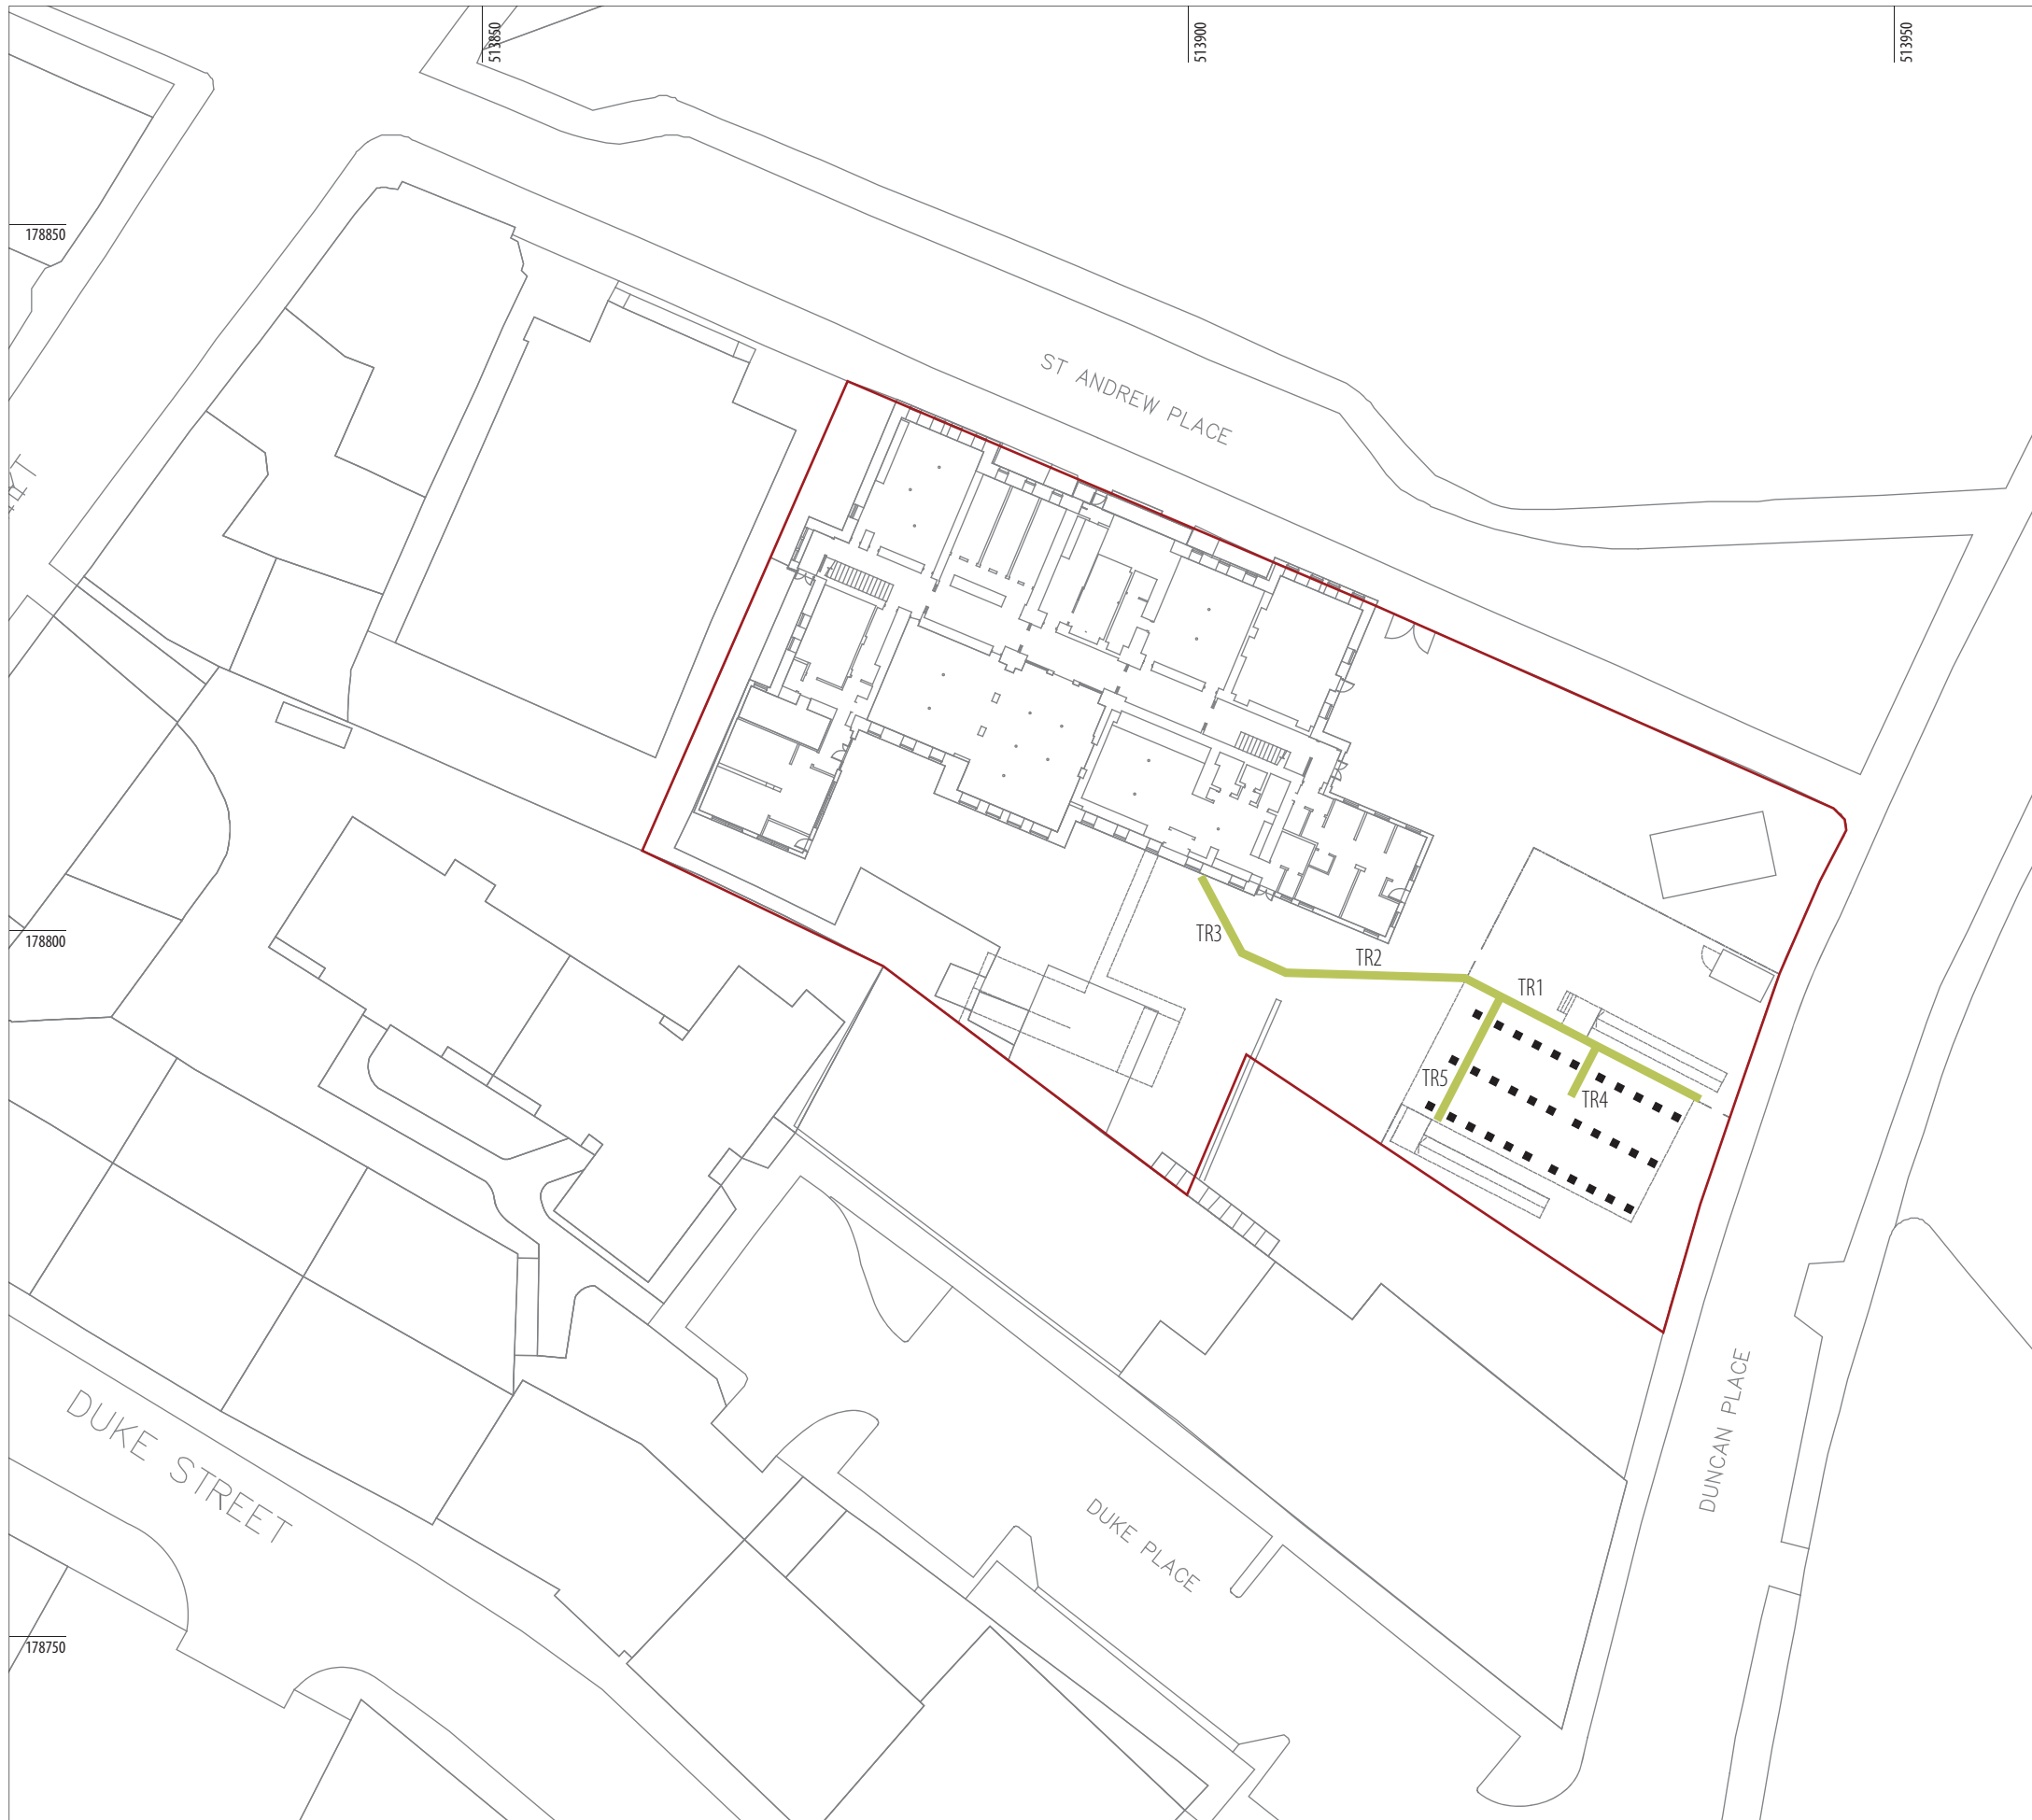 513850
513900
513950
178850
ST ANDREW PLACE
178800
TR3
TR2
TR1
TR5
TR4
DUNCAN PLACE
DUKE STREET
DUKE PLACE
178750